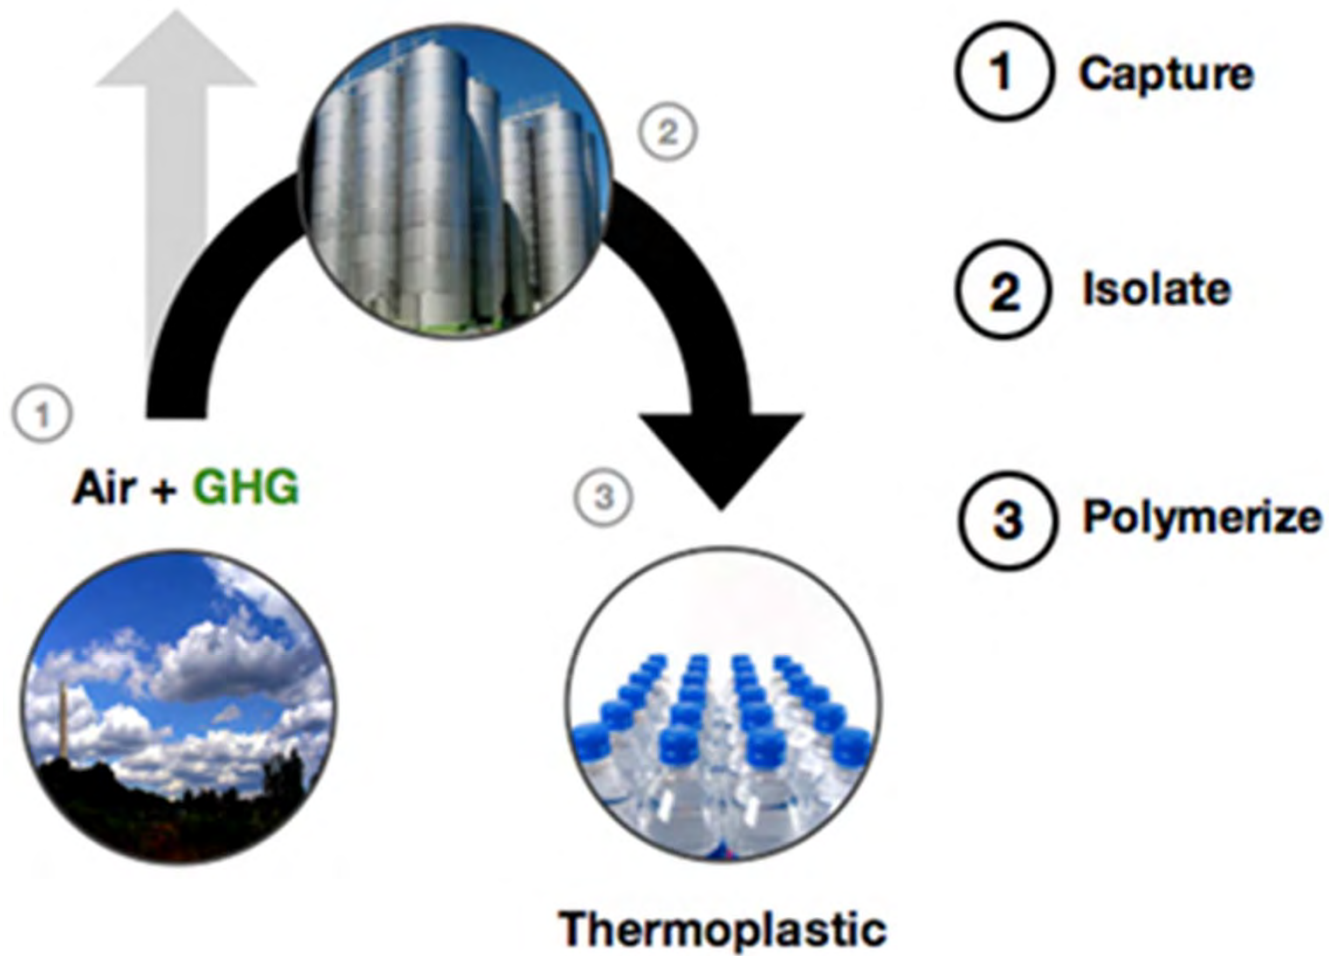 1 Capture
2
2 Isolate
1
Air + GHG
3
3 Polymerize
Thermoplastic